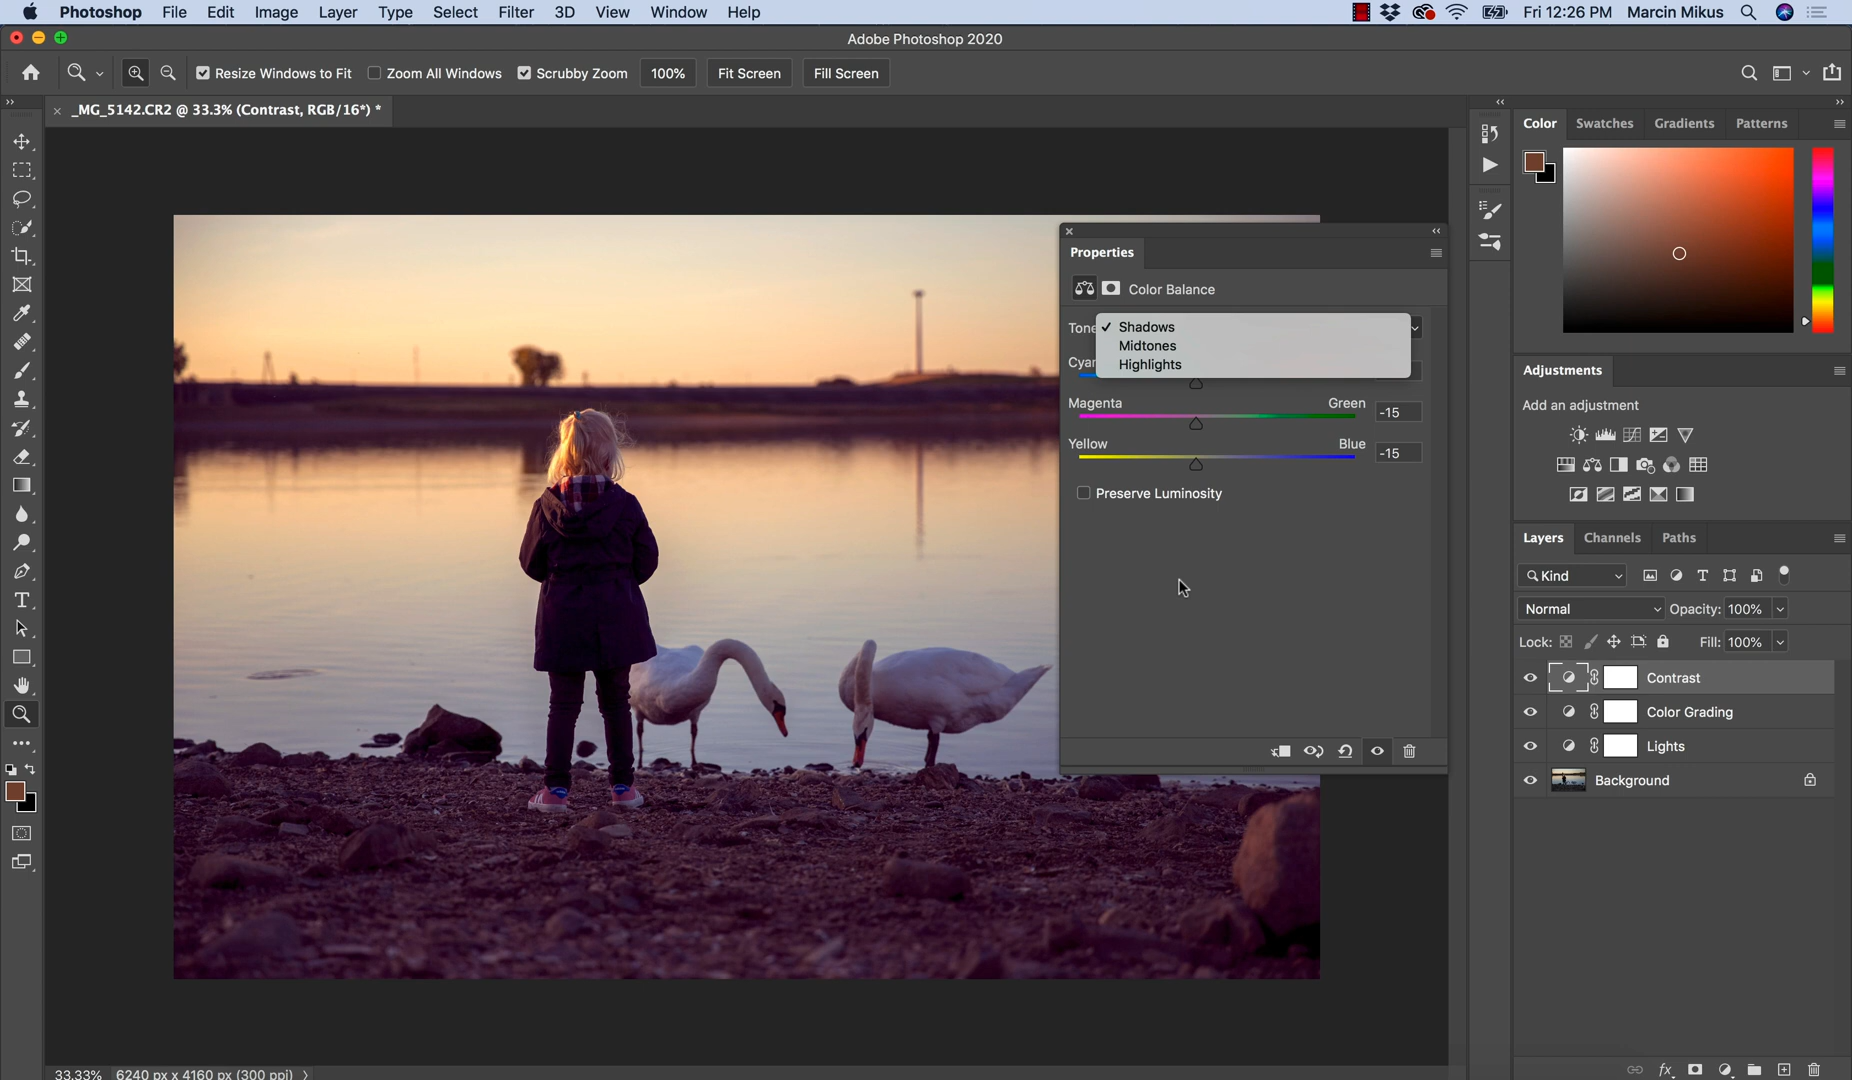 Photoshop File Edit Image Layer Type Select Filter 3D View Window Help Fri 12:26 PM Marcin Mikus
Adobe Photoshop 2020
Resize Windows to Fit Zoom All Windows Scrubby Zoom 100% Fit Screen Fill Screen
_MG_5142.CR2 @ 33.3% (Contrast, RGB/16*) *
Color Swatches Gradients Patterns
Properties
Color Balance
Tone
Shadows
Midtones
Highlights
Magenta Green -15
Yellow Blue -15
Preserve Luminosity
Adjustments
Add an adjustment
Layers Channels Paths
Kind
Normal Opacity: 100%
Lock: Fill: 100%
Contrast
Color Grading
Lights
Background
33.33% 6240 px x 4160 px (300 ppi)